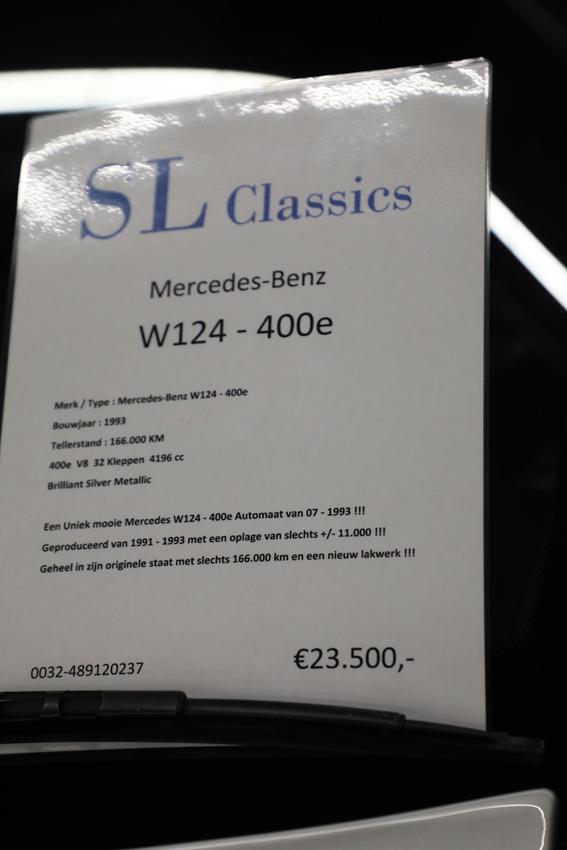 SL Classics
Mercedes-Benz
W124 - 400e
Merk / Type : Mercedes-Benz W124 - 400e
Bouwjaar : 1993
Tellerstand : 166.000 KM
400e V8 32 Kleppen 4196 cc
Brilliant Silver Metallic
Een Uniek mooie Mercedes W124 - 400e Automaat van 07 - 1993 !!!
Geproduceerd van 1991 - 1993 met een oplage van slechts +/- 11.000 !!!
Geheel in zijn originele staat met slechts 166.000 km en een nieuw lakwerk !!!
0032-489120237
€23.500,-